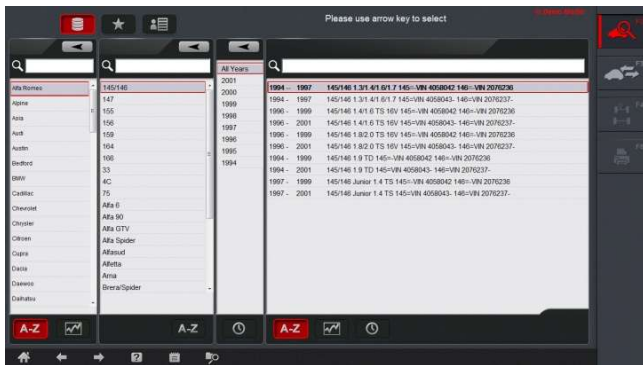 Please use arrow key to select
Alfa Romeo
Alpine
Asia
Audi
Austin
Bedford
BMW
Cadillac
Chevrolet
Chrysler
Citroen
Cupra
Dacia
Daewoo
Daihatsu
A-Z
145/146
147
155
156
159
164
166
33
4C
75
Alfa 6
Alfa 90
Alfa GTV
Alfa Spider
Alfasud
Alfetta
Arna
Brera/Spider
A-Z
All Years
2001
2000
1999
1998
1997
1996
1995
1994
1994 - 1997 145/146 1.3/1.4/1.6/1.7 145=-VIN 4058042 146=-VIN 2076236
1994 - 1997 145/146 1.3/1.4/1.6/1.7 145=VIN 4058043- 146=VIN 2076237-
1996 - 1999 145/146 1.4/1.6 TS 16V 145=-VIN 4058042 146=-VIN 2076236
1996 - 2001 145/146 1.4/1.6 TS 16V 145=VIN 4058043- 146=VIN 2076237-
1996 - 1999 145/146 1.8/2.0 TS 16V 145=-VIN 4058042 146=-VIN 2076236
1996 - 2001 145/146 1.8/2.0 TS 16V 145=VIN 4058043- 146=VIN 2076237-
1994 - 1999 145/146 1.9 TD 145=-VIN 4058042 146=-VIN 2076236
1994 - 2001 145/146 1.9 TD 145=VIN 4058043- 146=VIN 2076237-
1997 - 1999 145/146 Junior 1.4 TS 145=-VIN 4058042 146=-VIN 2076236
1997 - 2001 145/146 Junior 1.4 TS 145=VIN 4058043- 146=VIN 2076237-
A-Z